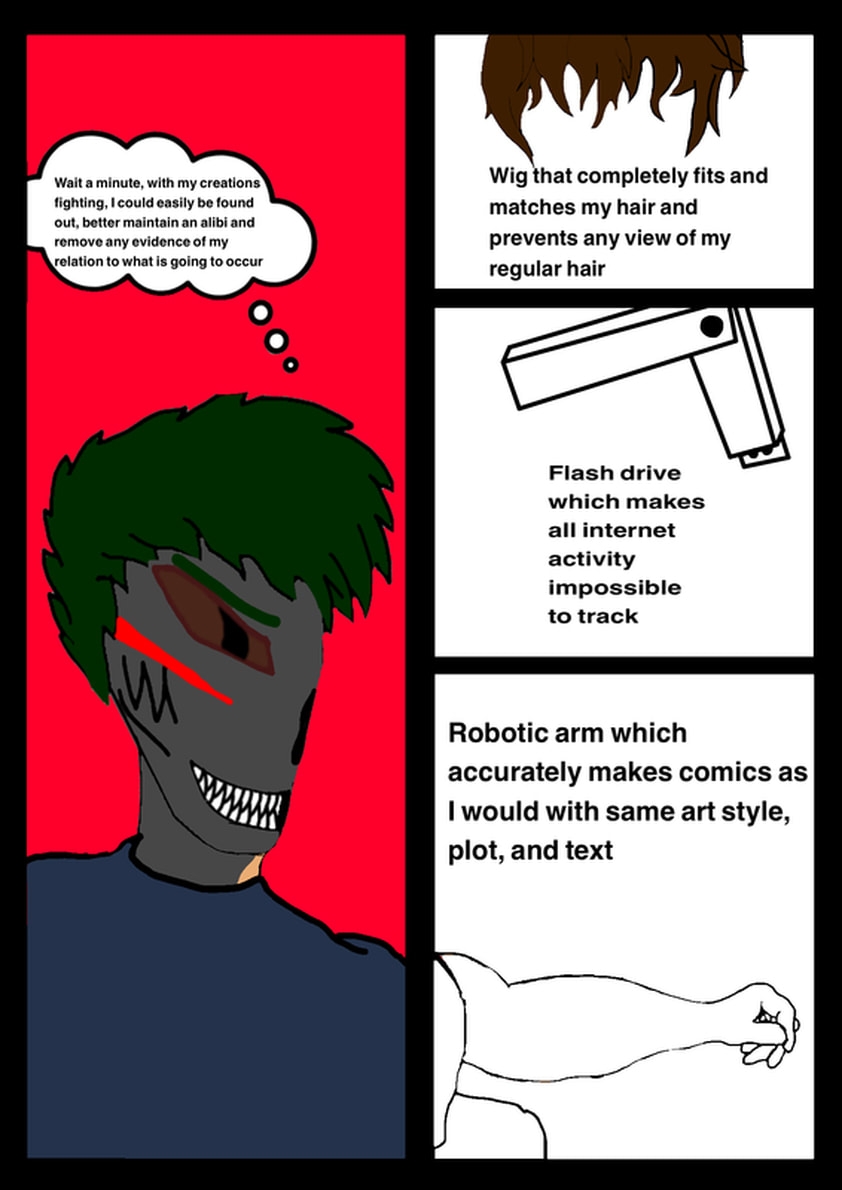 Wait a minute, with my creations
fighting, I could easily be found
out, better maintain an alibi and
remove any evidence of my
relation to what is going to occur
Wig that completely fits and
matches my hair and
prevents any view of my
regular hair
Flash drive
which makes
all internet
activity
impossible
to track
Robotic arm which
accurately makes comics as
I would with same art style,
plot, and text